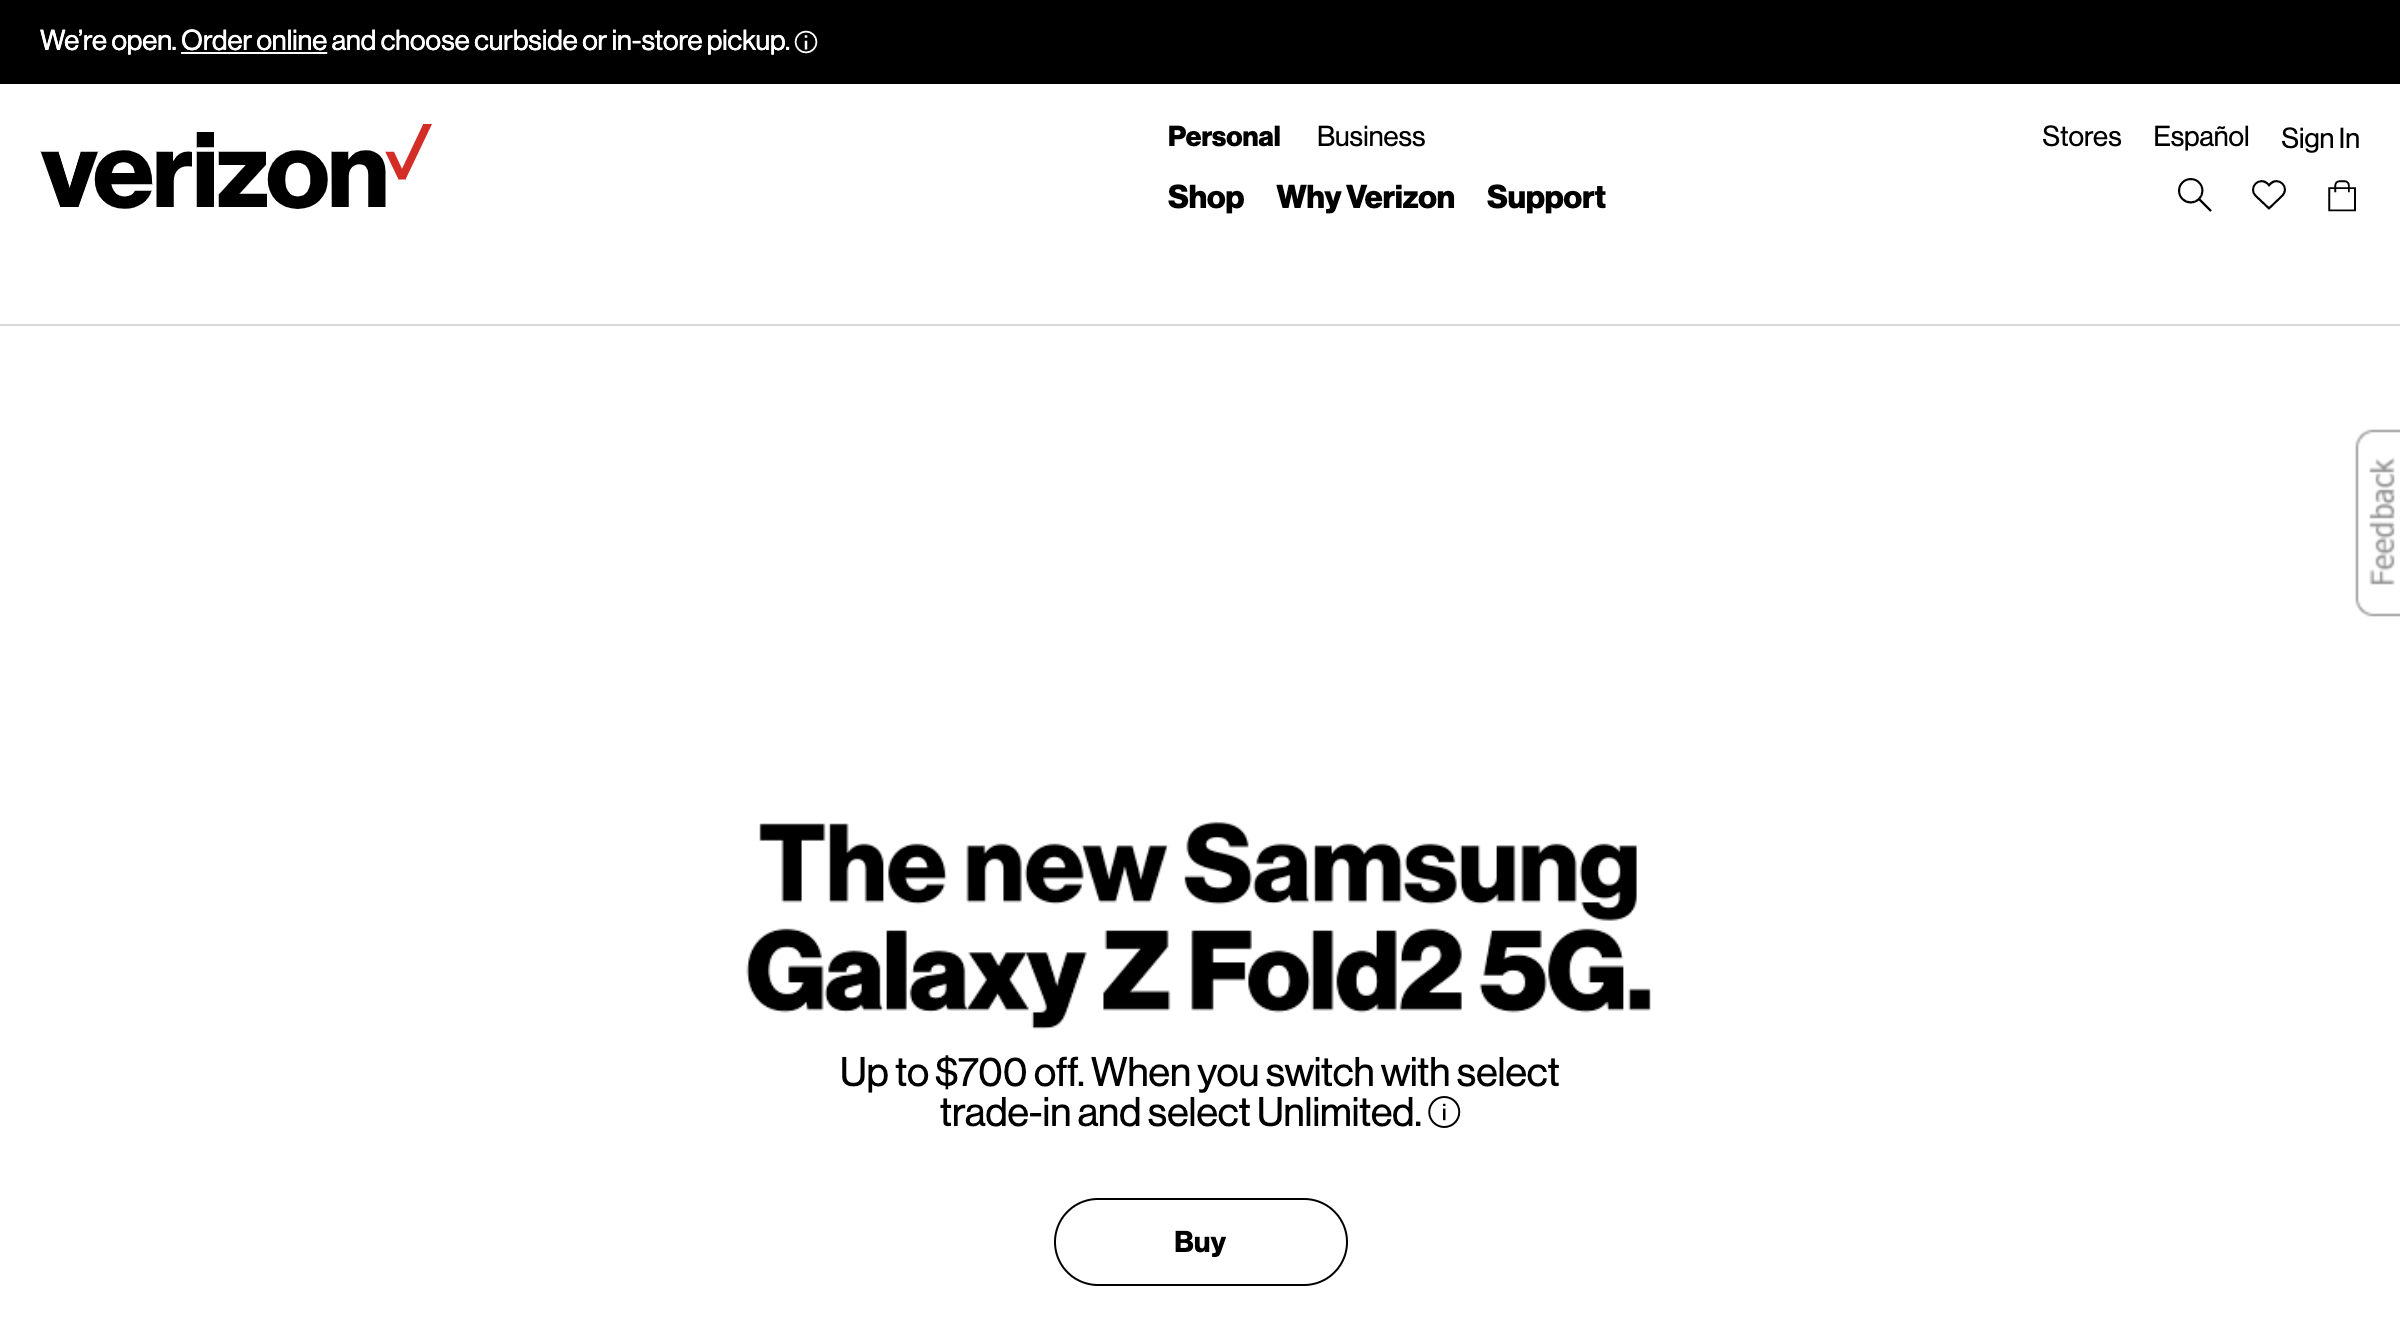 We're open. Order online and choose curbside or in-store pickup.
verizon
Personal Business
Stores Español Sign In
Shop Why Verizon Support
Feedback
The new Samsung
Galaxy Z Fold2 5G.
Up to $700 off. When you switch with select
trade-in and select Unlimited.
Buy